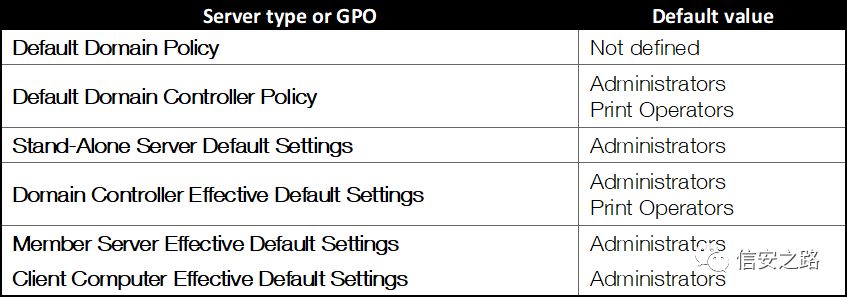 Server type or GPO Default value
Default Domain Policy Not defined
Default Domain Controller Policy Administrators
Print Operators
Stand-Alone Server Default Settings Administrators
Domain Controller Effective Default Settings Administrators
Print Operators
Member Server Effective Default Settings Administrators
Client Computer Effective Default Settings Administrators
信安之路